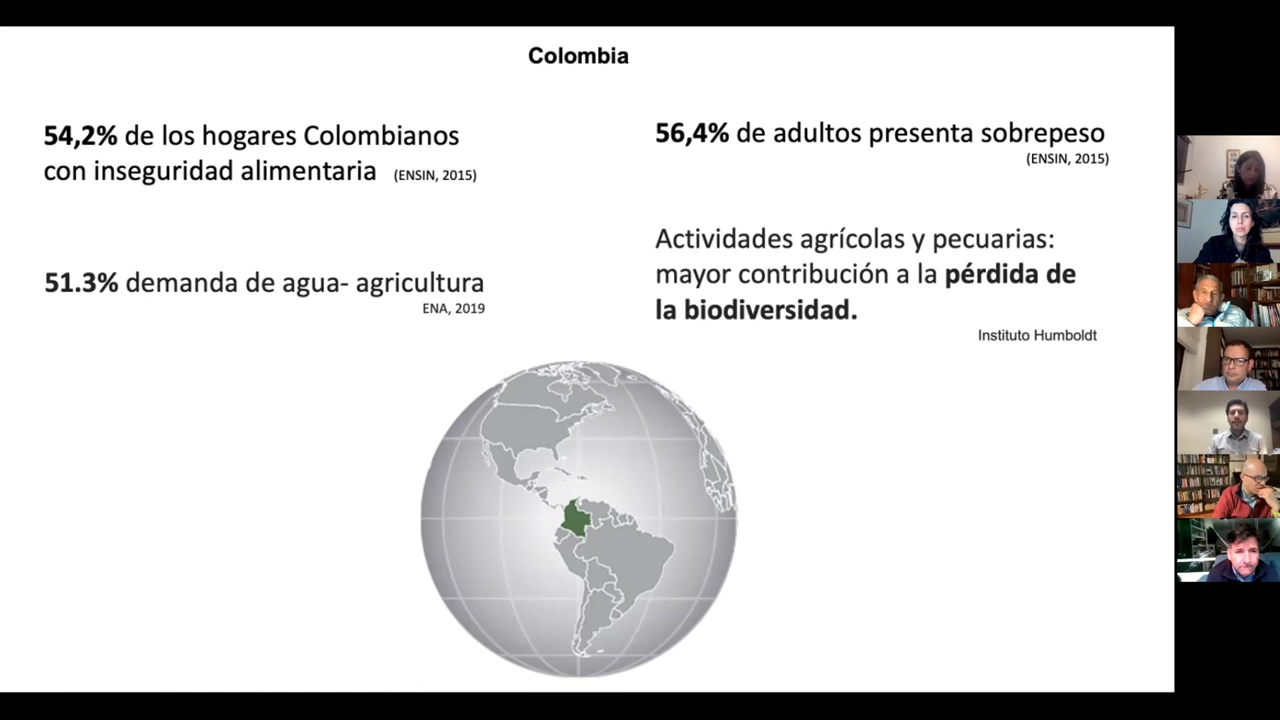 Colombia
54,2% de los hogares Colombianos
con inseguridad alimentaria (ENSIN, 2015)
56,4% de adultos presenta sobrepeso
(ENSIN, 2015)
51.3% demanda de agua- agricultura
ENA, 2019
Actividades agrícolas y pecuarias:
mayor contribución a la pérdida de
la biodiversidad.
Instituto Humboldt